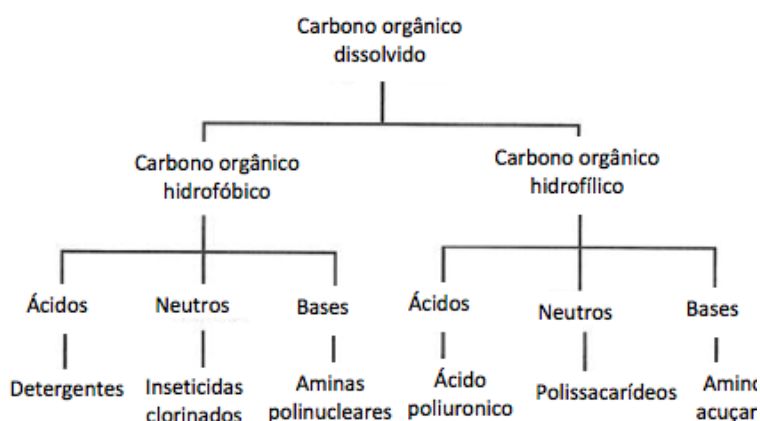 Carbono orgânico
dissolvido
Carbono orgânico
hidrofóbico
Carbono orgânico
hidrofílico
Ácidos
Neutros
Bases
Ácidos
Neutros
Bases
Detergentes
Inseticidas
clorinados
Aminas
polinucleares
Ácido
poliuronico
Polissacarídeos